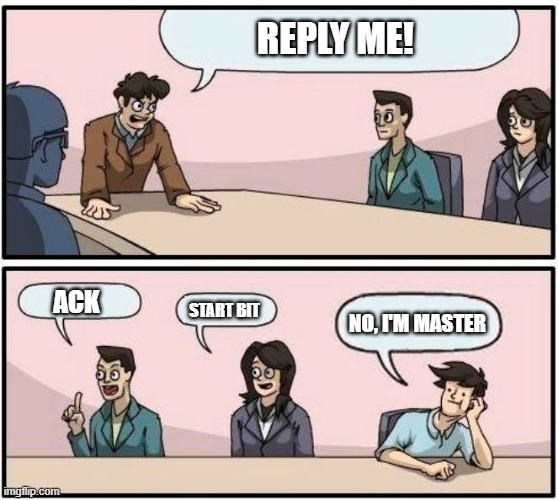 REPLY ME!
ACK
START BIT
NO, I'M MASTER
imgflip.com